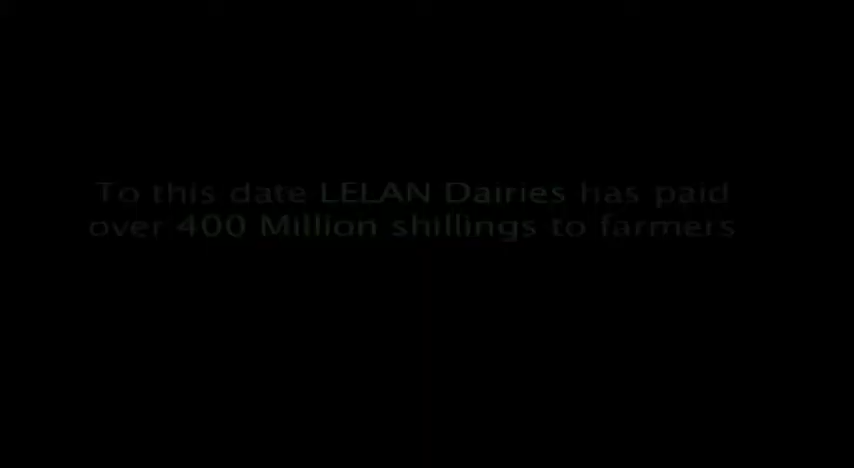 To this date LELAN Dairies has paid
over 400 Million shillings to farmers